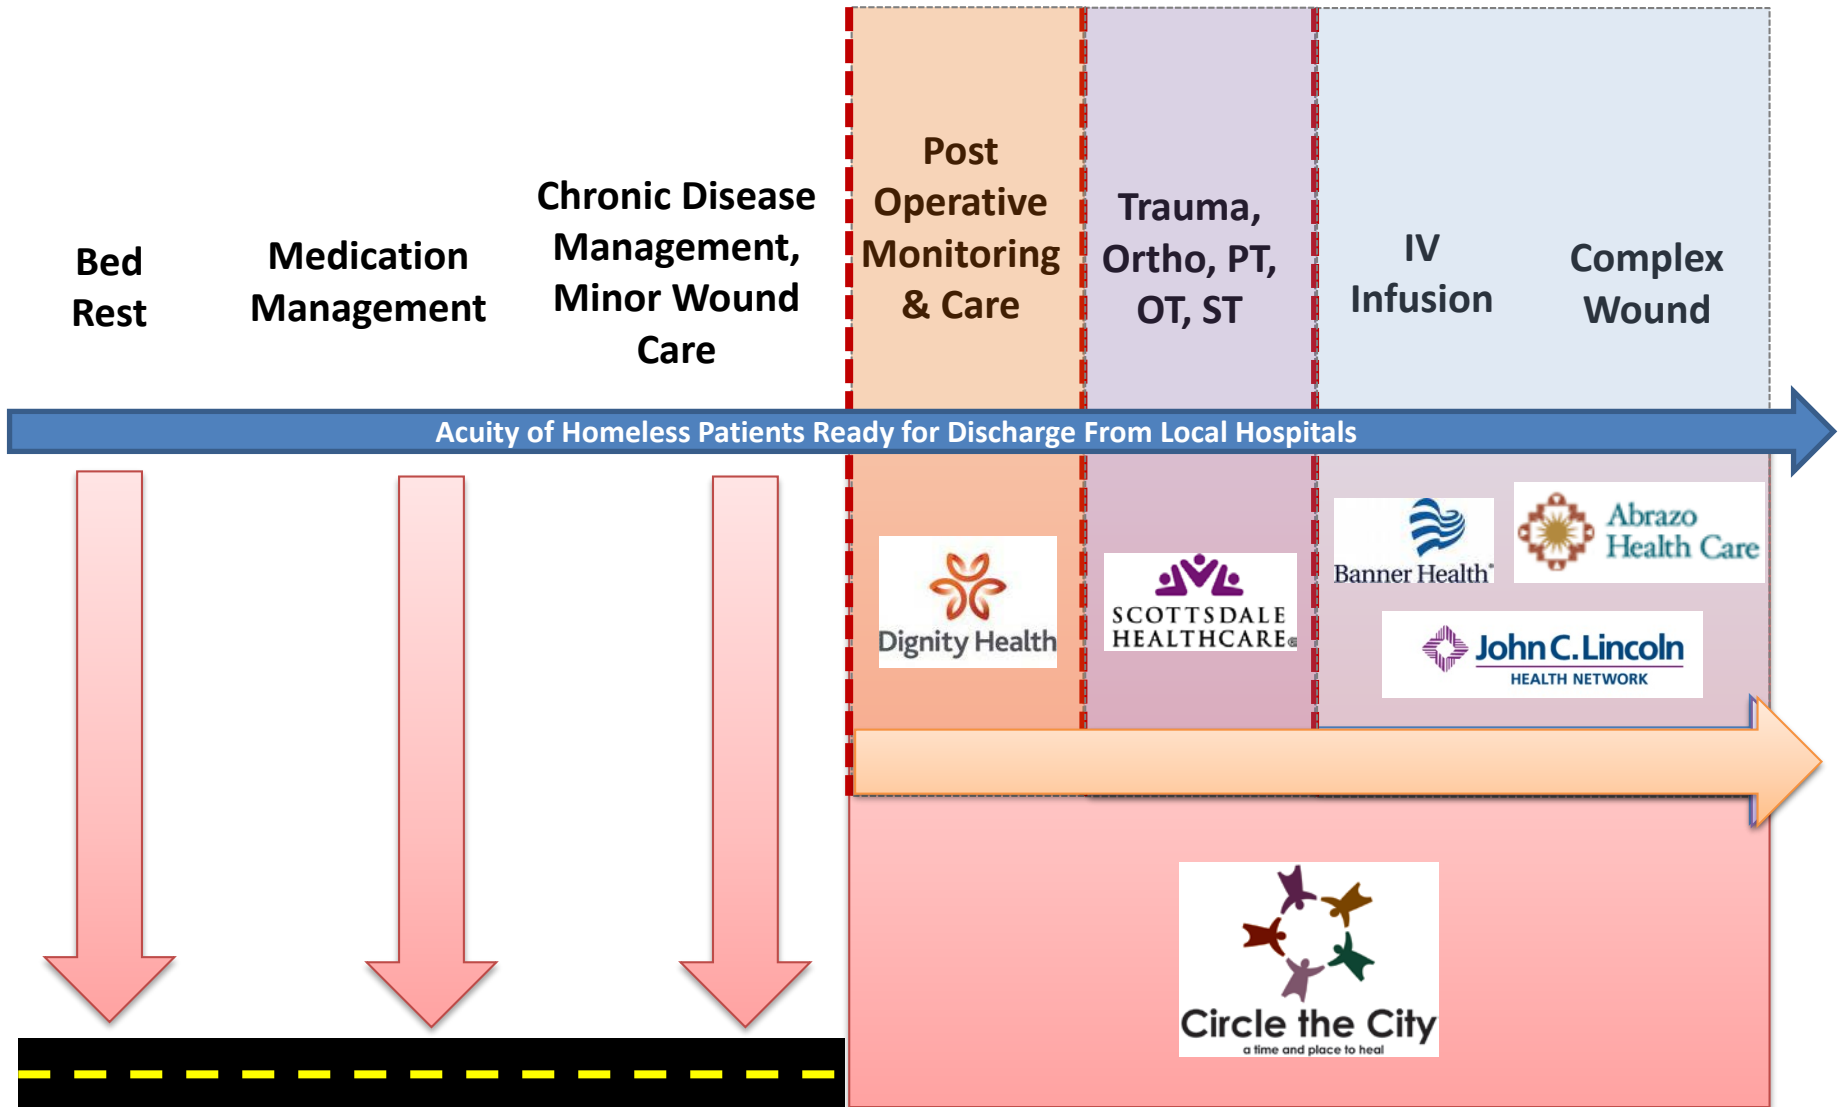 Bed
Rest
Medication
Management
Chronic Disease
Management,
Minor Wound
Care
Post
Operative
Monitoring
& Care
Trauma,
Ortho, PT,
OT, ST
IV
Infusion
Complex
Wound
Acuity of Homeless Patients Ready for Discharge From Local Hospitals
Dignity Health
SCOTTSDALE
HEALTHCARE®
Banner Health®
Abrazo
Health Care
John C. Lincoln
HEALTH NETWORK
Circle the City
a time and place to heal